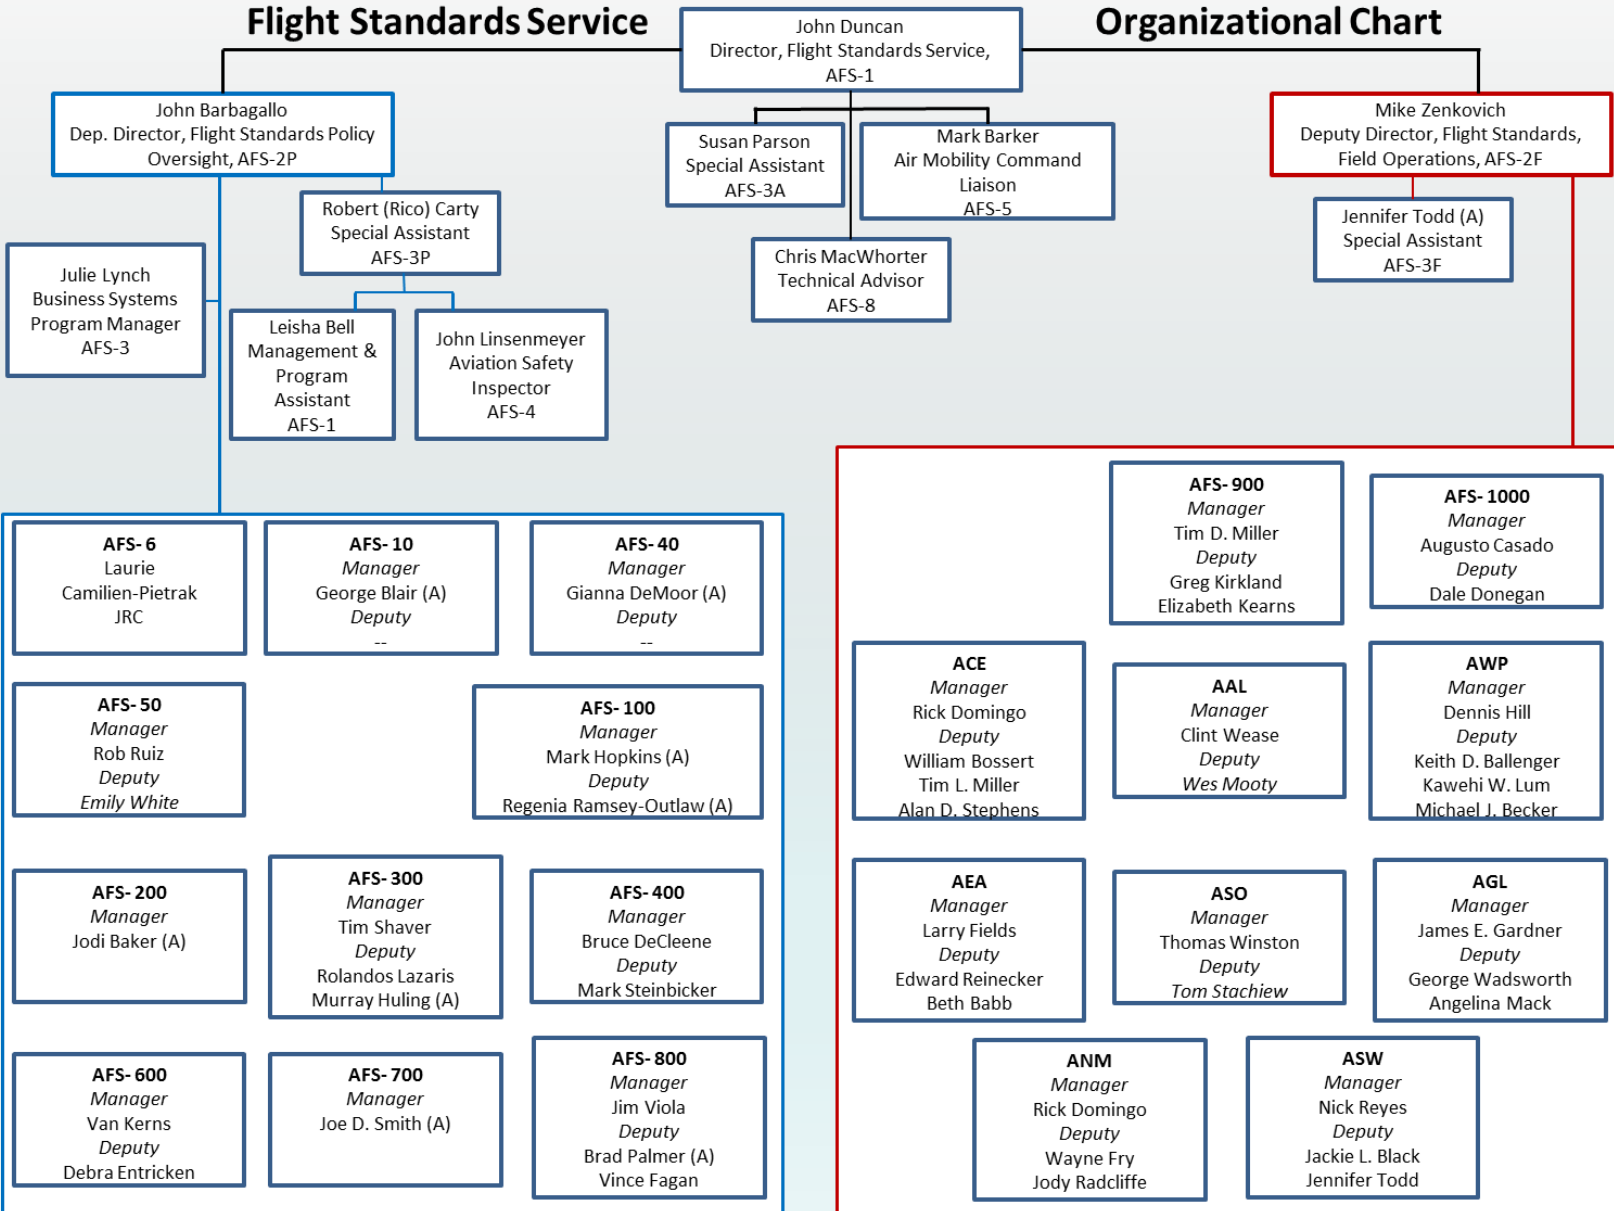 Flight Standards Service
Organizational Chart
John Duncan
Director, Flight Standards Service,
AFS-1
John Barbagallo
Dep. Director, Flight Standards Policy
Oversight, AFS-2P
Susan Parson
Special Assistant
AFS-3A
Mark Barker
Air Mobility Command
Liaison
AFS-5
Mike Zenkovich
Deputy Director, Flight Standards,
Field Operations, AFS-2F
Robert (Rico) Carty
Special Assistant
AFS-3P
Jennifer Todd (A)
Special Assistant
AFS-3F
Julie Lynch
Business Systems
Program Manager
AFS-3
Chris MacWhorter
Technical Advisor
AFS-8
Leisha Bell
Management &
Program
Assistant
AFS-1
John Linsenmeyer
Aviation Safety
Inspector
AFS-4
AFS- 6
Laurie
Camilien-Pietrak
JRC
AFS- 10
Manager
George Blair (A)
Deputy
--
AFS- 40
Manager
Gianna DeMoor (A)
Deputy
--
AFS- 50
Manager
Rob Ruiz
Deputy
Emily White
AFS- 100
Manager
Mark Hopkins (A)
Deputy
Regenia Ramsey-Outlaw (A)
AFS- 200
Manager
Jodi Baker (A)
AFS- 300
Manager
Tim Shaver
Deputy
Rolandos Lazaris
Murray Huling (A)
AFS- 400
Manager
Bruce DeCleene
Deputy
Mark Steinbicker
AFS- 600
Manager
Van Kerns
Deputy
Debra Entricken
AFS- 700
Manager
Joe D. Smith (A)
AFS- 800
Manager
Jim Viola
Deputy
Brad Palmer (A)
Vince Fagan
AFS- 900
Manager
Tim D. Miller
Deputy
Greg Kirkland
Elizabeth Kearns
AFS- 1000
Manager
Augusto Casado
Deputy
Dale Donegan
ACE
Manager
Rick Domingo
Deputy
William Bossert
Tim L. Miller
Alan D. Stephens
AAL
Manager
Clint Wease
Deputy
Wes Mooty
AWP
Manager
Dennis Hill
Deputy
Keith D. Ballenger
Kawehi W. Lum
Michael J. Becker
AEA
Manager
Larry Fields
Deputy
Edward Reinecker
Beth Babb
ASO
Manager
Thomas Winston
Deputy
Tom Stachiew
AGL
Manager
James E. Gardner
Deputy
George Wadsworth
Angelina Mack
ANM
Manager
Rick Domingo
Deputy
Wayne Fry
Jody Radcliffe
ASW
Manager
Nick Reyes
Deputy
Jackie L. Black
Jennifer Todd